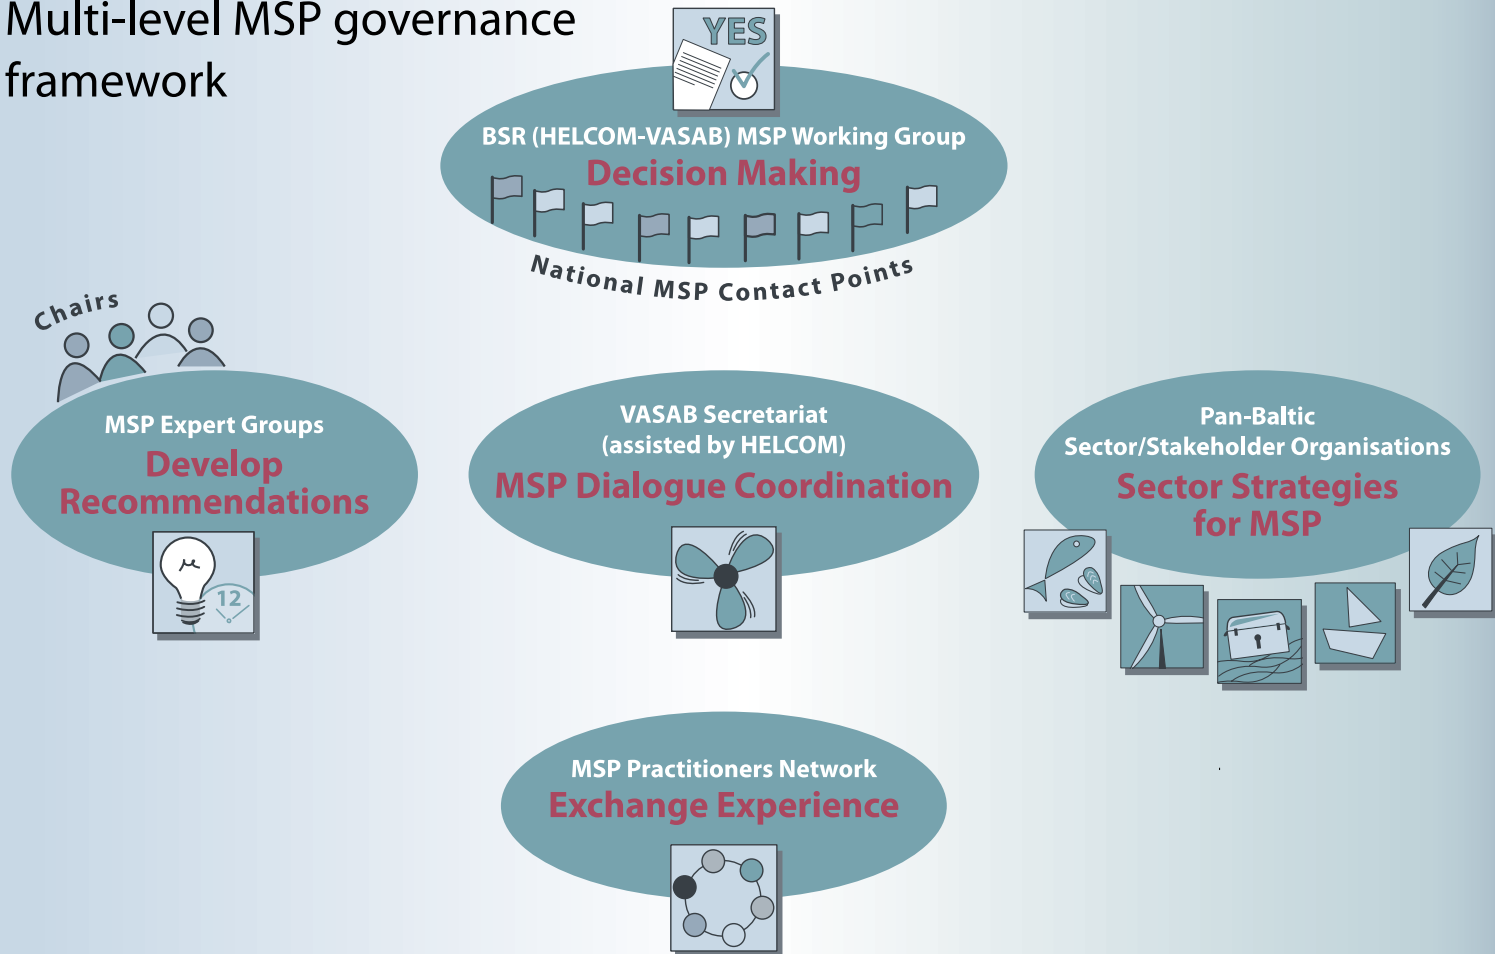 Multi-level MSP governance
framework
YES
BSR (HELCOM-VASAB) MSP Working Group
Decision Making
National MSP Contact Points
Chairs
MSP Expert Groups
Develop
Recommendations
12
VASAB Secretariat
(assisted by HELCOM)
MSP Dialogue Coordination
Pan-Baltic
Sector/Stakeholder Organisations
Sector Strategies
for MSP
MSP Practitioners Network
Exchange Experience